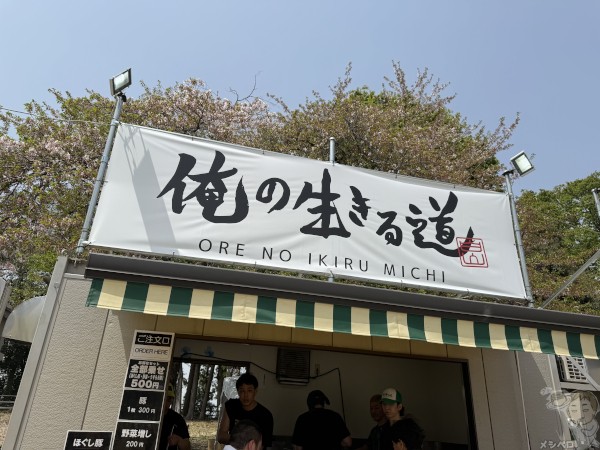 俺の生きる道
ORE NO IKIRU MICHI
ご注文口
ORDER HERE
全部乗せ
500円
豚
1個 300円
野菜増し
200円
ほぐし豚
メシペロ